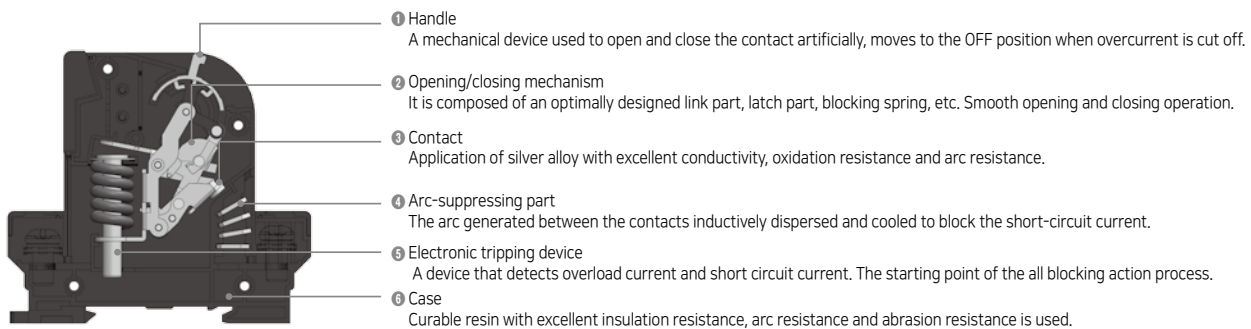 ❶ Handle
A mechanical device used to open and close the contact artificially, moves to the OFF position when overcurrent is cut off.
❷ Opening/closing mechanism
It is composed of an optimally designed link part, latch part, blocking spring, etc. Smooth opening and closing operation.
❸ Contact
Application of silver alloy with excellent conductivity, oxidation resistance and arc resistance.
❹ Arc-suppressing part
The arc generated between the contacts inductively dispersed and cooled to block the short-circuit current.
❺ Electronic tripping device
A device that detects overload current and short circuit current. The starting point of the all blocking action process.
❻ Case
Curable resin with excellent insulation resistance, arc resistance and abrasion resistance is used.